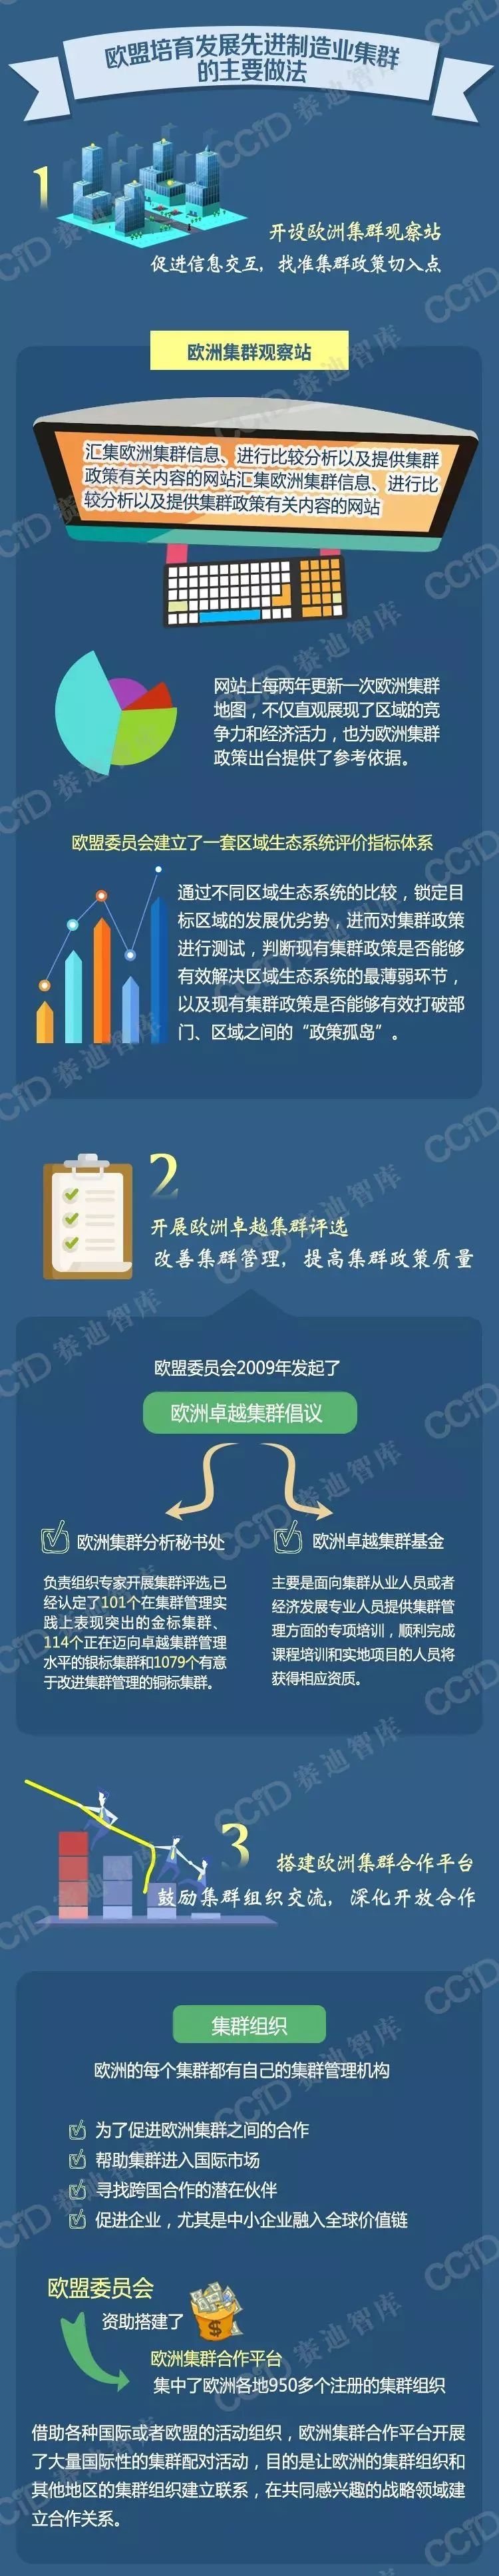 欧盟培育发展先进制造业集群
的主要做法
1
开设欧洲集群观察站
促进信息交互，找准集群政策切入点
欧洲集群观察站
汇集欧洲集群信息、进行比较分析以及提供集群
政策有关内容的网站汇集欧洲集群信息、进行比
较分析以及提供集群政策有关内容的网站
网站上每两年更新一次欧洲集群
地图，不仅直观展现了区域的竞
争力和经济活力，也为欧洲集群
政策出台提供了参考依据。
欧盟委员会建立了一套区域生态系统评价指标体系
通过不同区域生态系统的比较，锁定目
标区域的发展优劣势，进而对集群政策
进行测试，判断现有集群政策是否能够
有效解决区域生态系统的最薄弱环节，
以及现有集群政策是否能够有效打破部
门、区域之间的“政策孤岛”。
2
开展欧洲卓越集群评选
改善集群管理，提高集群政策质量
欧盟委员会2009年发起了
欧洲卓越集群倡议
欧洲集群分析秘书处
负责组织专家开展集群评选,已
经认定了101个在集群管理实
践上表现突出的金标集群、
114个正在迈向卓越集群管理
水平的银标集群和1079个有意
于改进集群管理的铜标集群。
欧洲卓越集群基金
主要是面向集群从业人员或者
经济发展专业人员提供集群管
理方面的专项培训，顺利完成
课程培训和实地项目的人员将
获得相应资质。
3
搭建欧洲集群合作平台
鼓励集群组织交流，深化开放合作
集群组织
欧洲的每个集群都有自己的集群管理机构
为了促进欧洲集群之间的合作
帮助集群进入国际市场
寻找跨国合作的潜在伙伴
促进企业，尤其是中小企业融入全球价值链
欧盟委员会
资助搭建了
$
欧洲集群合作平台
集中了欧洲各地950多个注册的集群组织
借助各种国际或者欧盟的活动组织，欧洲集群合作平台开展
了大量国际性的集群配对活动，目的是让欧洲的集群组织和
其他地区的集群组织建立联系，在共同感兴趣的战略领域建
立合作关系。
CCID 赛迪智库